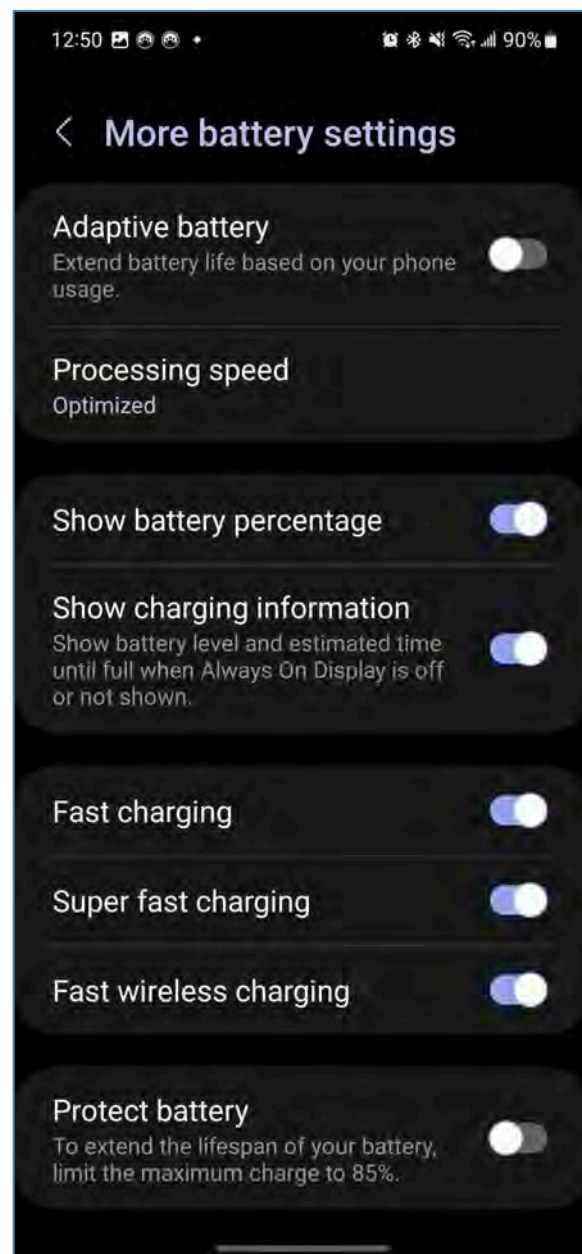 12:50 90%
More battery settings
Adaptive battery
Extend battery life based on your phone
usage.
Processing speed
Optimized
Show battery percentage
Show charging information
Show battery level and estimated time
until full when Always On Display is off
or not shown.
Fast charging
Super fast charging
Fast wireless charging
Protect battery
To extend the lifespan of your battery,
limit the maximum charge to 85%.